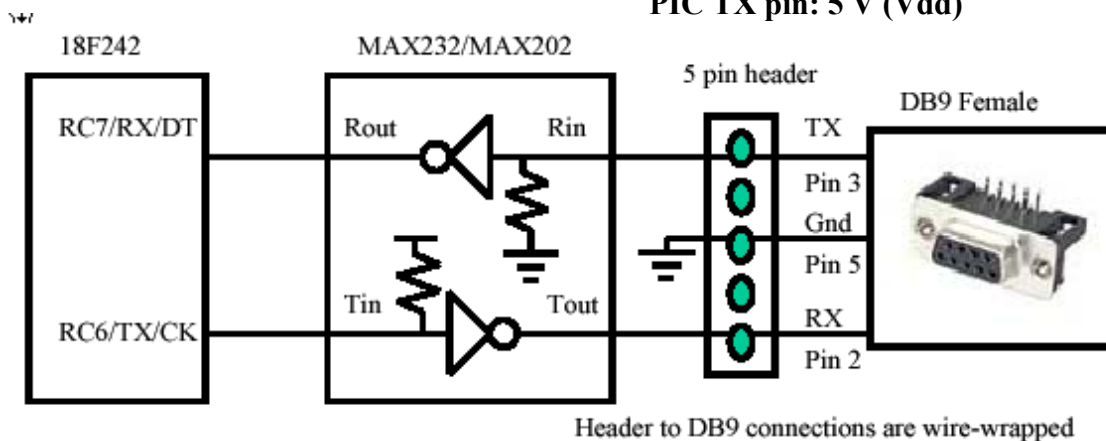 PIC TX pin: 5 V (Vdd)
18F242
MAX232/MAX202
5 pin header
DB9 Female
RC7/RX/DT
Rout
Rin
TX
Pin 3
Gnd
Pin 5
Tin
Tout
RC6/TX/CK
RX
Pin 2
Header to DB9 connections are wire-wrapped